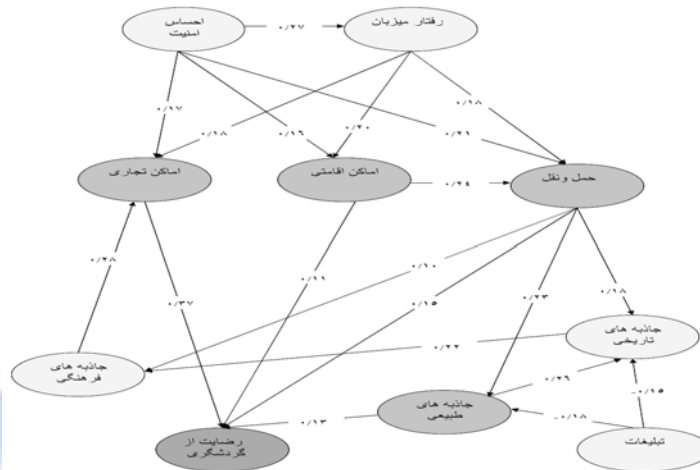 احساس
امنیت
۰/۲۷
رفتار میزبان
۰/۱۷
۰/۱۸
۰/۱۶
۰/۲۰
۰/۲۱
۰/۱۸
اماکن تجاری
اماکن اقامتی
۰/۲۴
حمل ونقل
۰/۲۸
۰/۳۷
۰/۱۱
۰/۱۰
۰/۱۵
۰/۲۳
۰/۱۸
جاذبه های
تاریخی
۰/۲۲
جاذبه های
فرهنگی
۰/۲۶
-۰/۱۵
جاذبه های
طبیعی
-۰/۱۸
۰/۱۳
رضایت از
گردشگری
تبلیغات